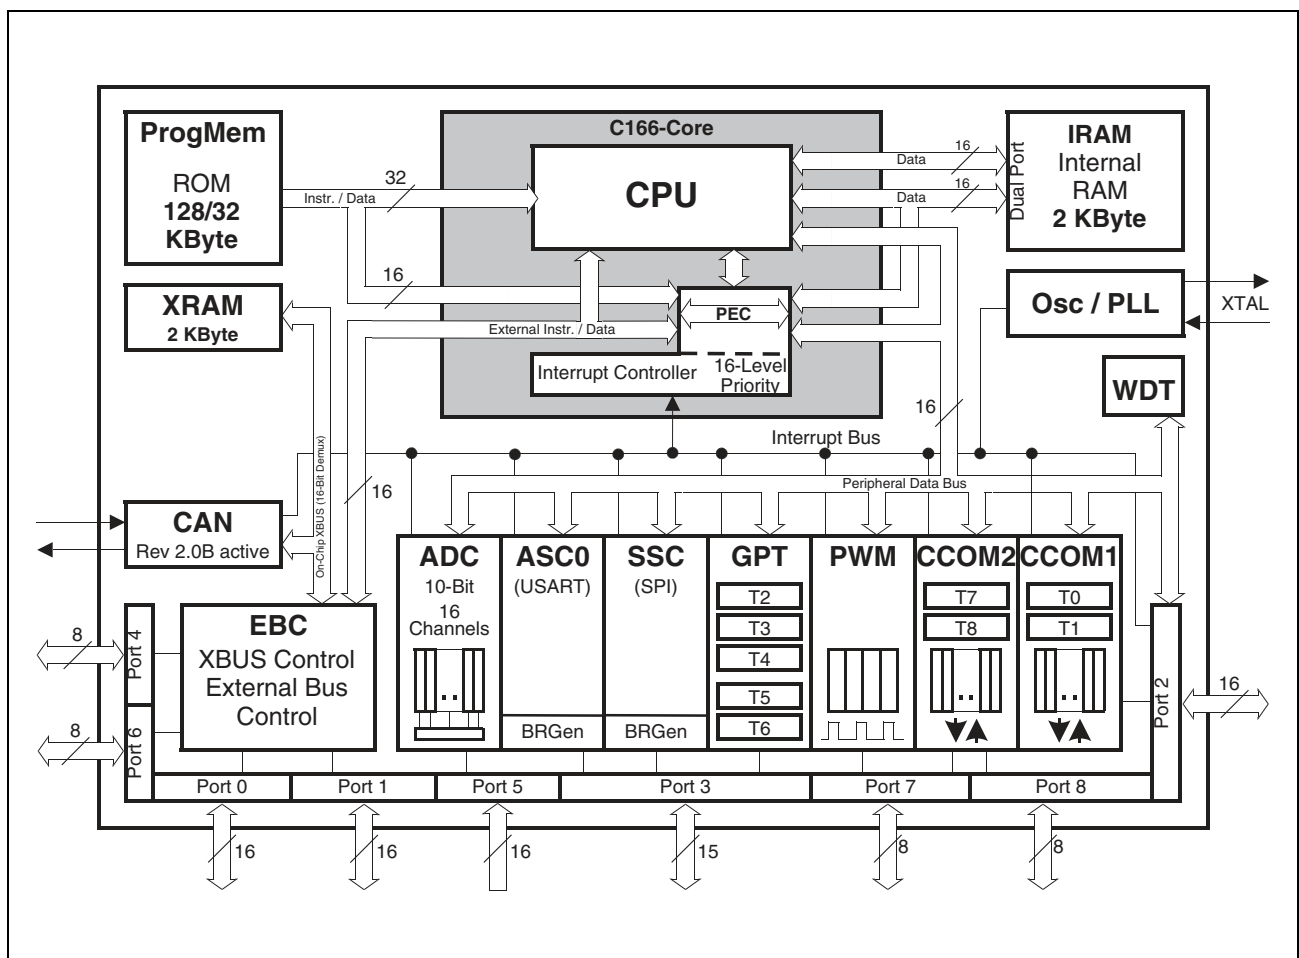 ProgMem
ROM
128/32
KByte
C166-Core
CPU
IRAM
Internal
RAM
2 KByte
Dual Port
32
Instr. / Data
16
Data
16
Data
16
XRAM
2 KByte
External Instr. / Data
PEC
Interrupt Controller
16-Level
Priority
Osc / PLL
XTAL
WDT
16
Interrupt Bus
Peripheral Data Bus
On-Chip XBUS (16-Bit Demux)
16
CAN
Rev 2.0B active
EBC
XBUS Control
External Bus
Control
ADC
10-Bit
16
Channels
ASC0
(USART)
BRGen
SSC
(SPI)
BRGen
GPT
T2
T3
T4
T5
T6
PWM
CCOM2
T7
T8
CCOM1
T0
T1
8
Port 4
8
Port 6
Port 2
16
Port 0
Port 1
Port 5
Port 3
Port 7
Port 8
16
16
16
15
8
8